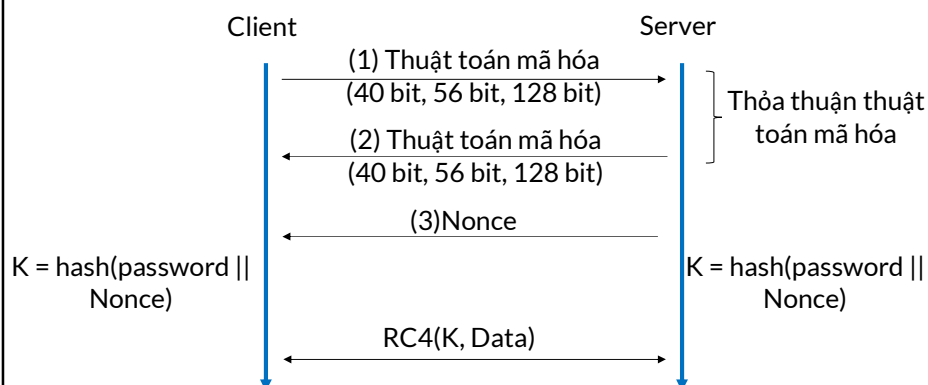 Client
Server
(1) Thuật toán mã hóa
(40 bit, 56 bit, 128 bit)
Thỏa thuận thuật
toán mã hóa
(2) Thuật toán mã hóa
(40 bit, 56 bit, 128 bit)
(3)Nonce
K = hash(password ||
Nonce)
K = hash(password ||
Nonce)
RC4(K, Data)